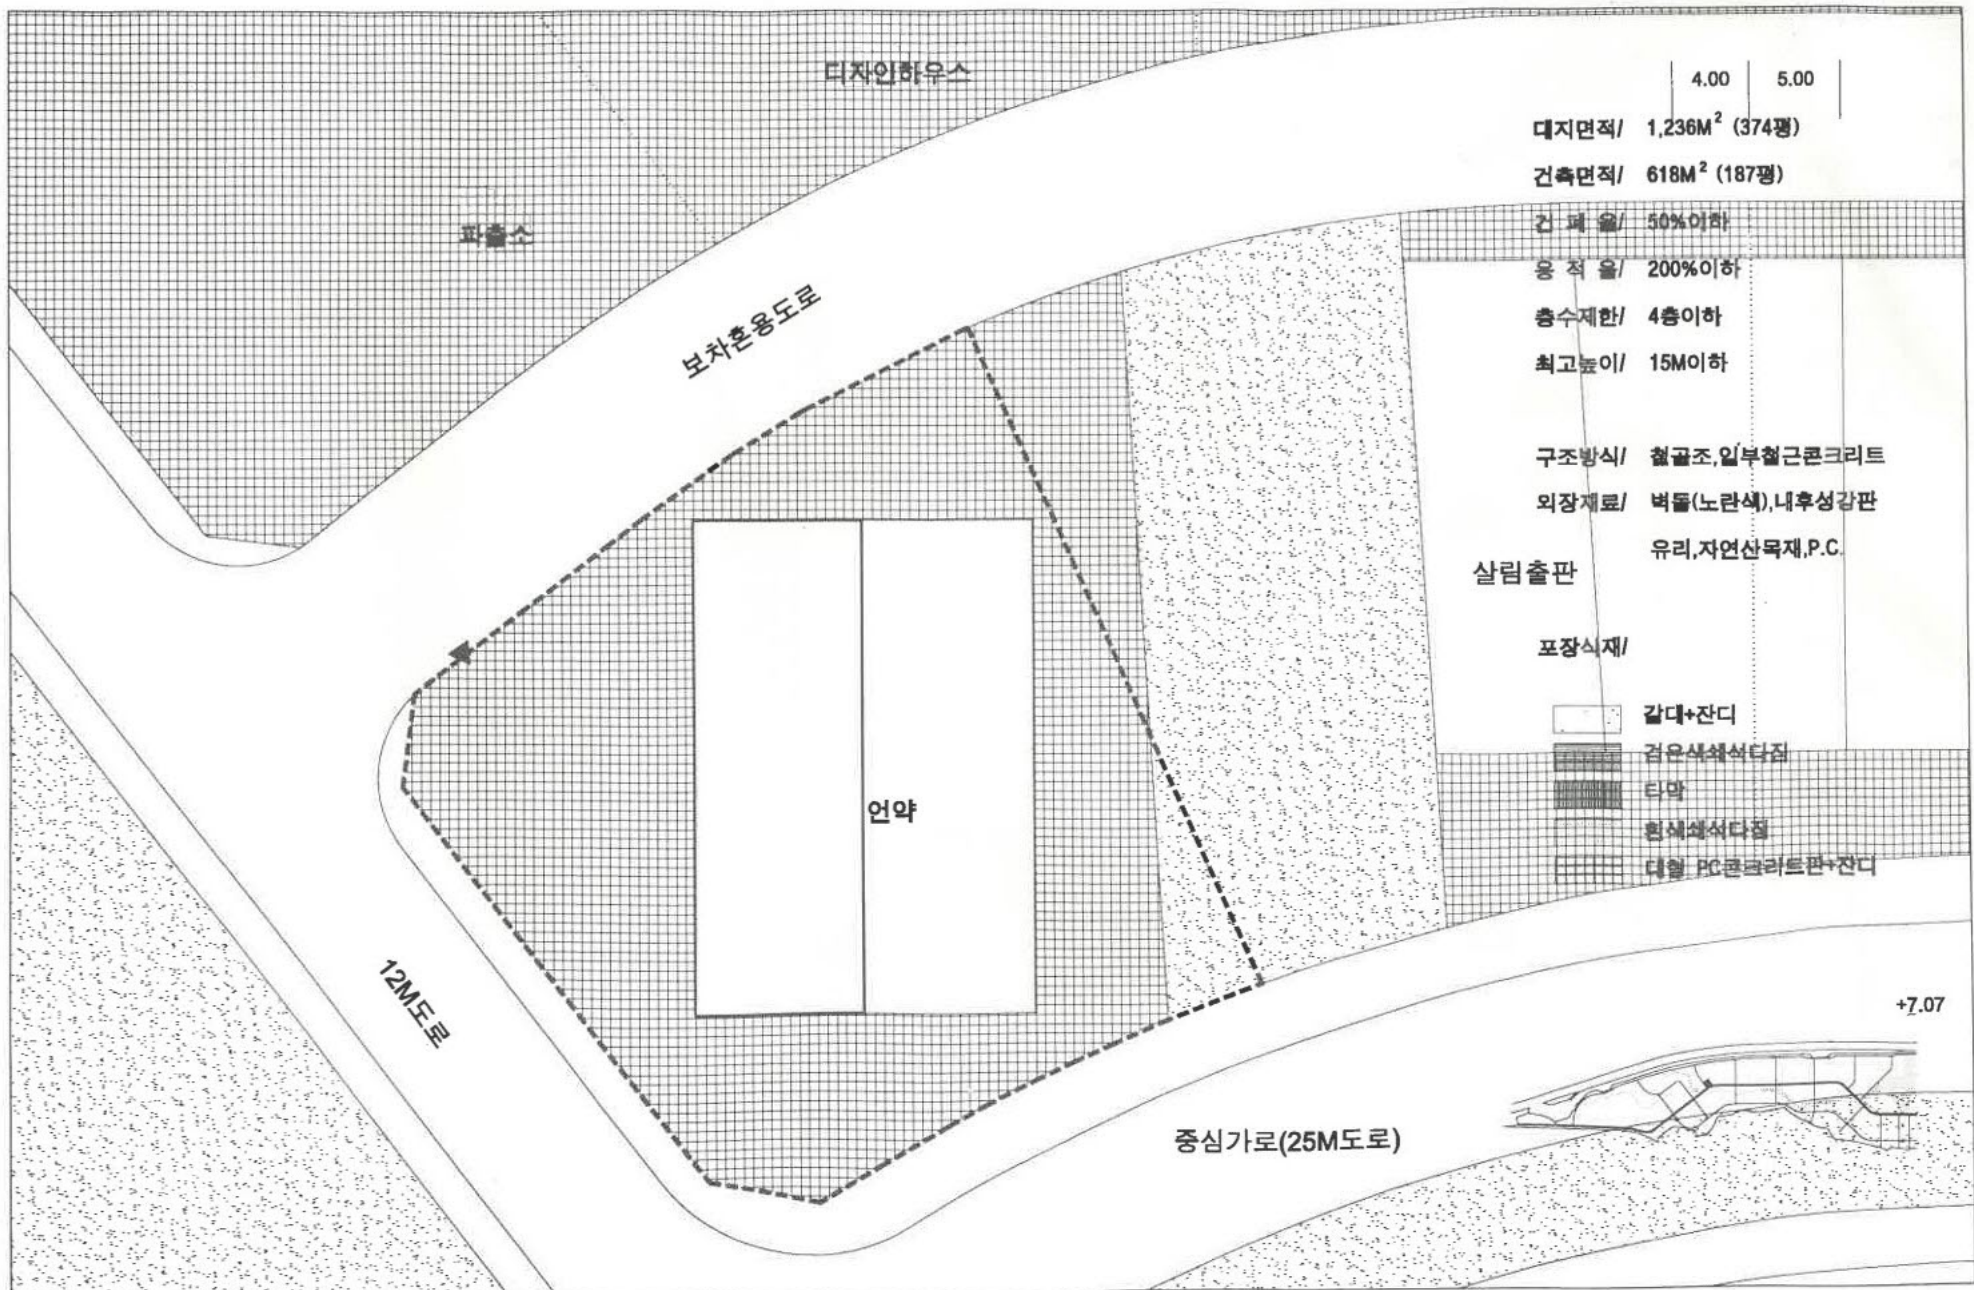 디자인하우스
4.00 5.00
대지면적/ 1,236M² (374평)
건축면적/ 618M² (187평)
파출소
건 폐 율/ 50%이하
용 적 율/ 200%이하
층수제한/ 4층이하
보차혼용도로
최고높이/ 15M이하
구조방식/ 철골조,일부철근콘크리트
외장재료/ 벽돌(노란색),내후성강판
유리,자연산목재,P.C.
살림출판
포장식재/
갈대+잔디
검은색쇄석다짐
타막
흰색쇄석다짐
대형 PC콘크리트판+잔디
언약
12M도로
+7.07
중심가로(25M도로)